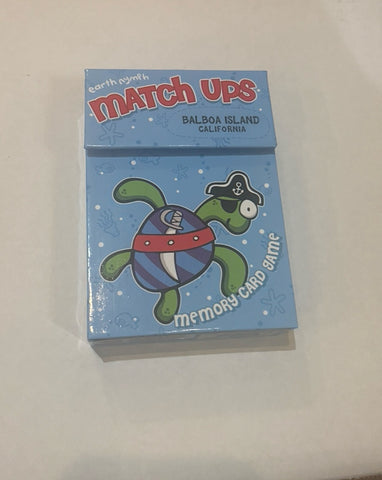 earth nymph
MATCH UPS
BALBOA ISLAND
CALIFORNIA
memory card game